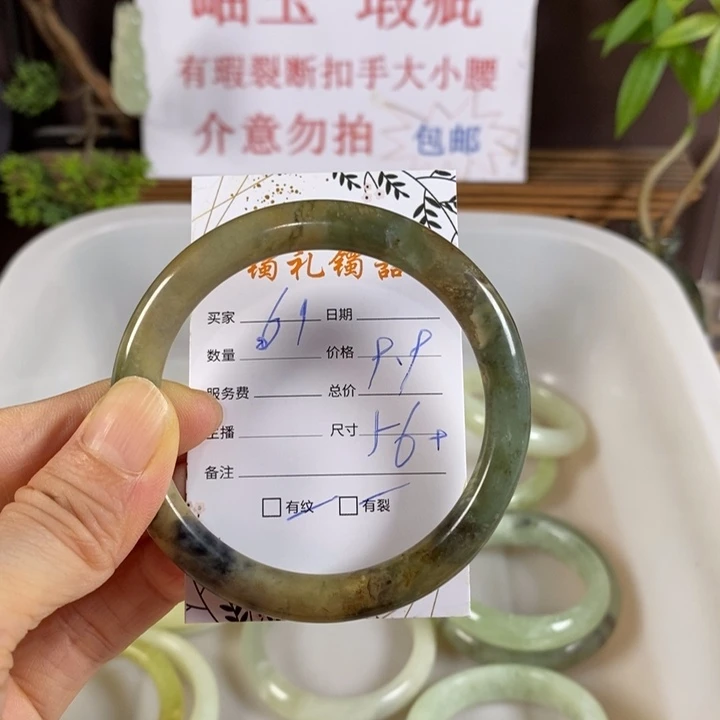 岫玉 瑕疵
有瑕裂断扣手大小腰
介意勿拍 包邮
镯礼镯語
买家 61 日期
数量 价格 9.9
服务费 总价
主播 尺寸 56+
备注
有纹 有裂